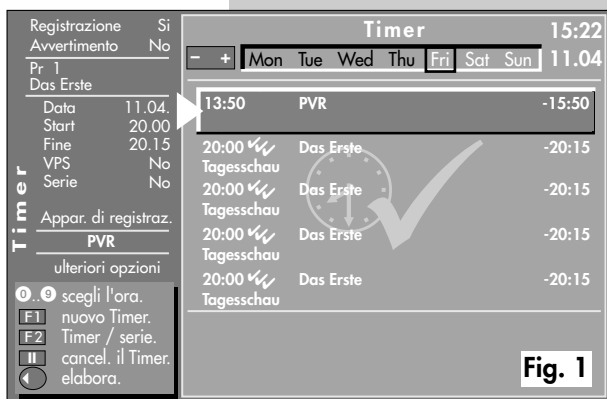 Registrazione Si
Avvertimento No
Pr 1
Das Erste
Data 11.04.
Start 20.00
Fine 20.15
VPS No
Serie No
Timer
Appar. di registraz.
PVR
ulteriori opzioni
0..9 scegli l'ora.
F1 nuovo Timer.
F2 Timer / serie.
cancel. il Timer.
elabora.
Timer 15:22
- + Mon Tue Wed Thu Fri Sat Sun 11.04
13:50 PVR -15:50
20:00 Das Erste -20:15
Tagesschau
20:00 Das Erste -20:15
Tagesschau
20:00 Das Erste -20:15
Tagesschau
20:00 Das Erste -20:15
Tagesschau
Fig. 1